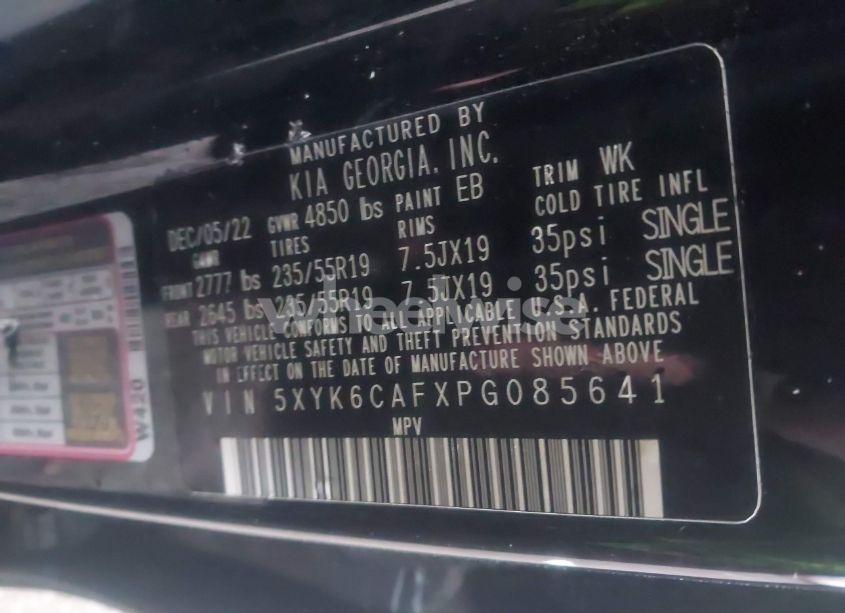 MANUFACTURED BY
KIA GEORGIA, INC.
DEC/05/22 GVWR 4850 lbs PAINT EB TRIM WK
GAWR TIRES RIMS COLD TIRE INFL
FRONT 2777 lbs 235/55R19 7.5JX19 35psi SINGLE
REAR 2645 lbs 235/55R19 7.5JX19 35psi SINGLE
THIS VEHICLE CONFORMS TO ALL APPLICABLE U.S.A. FEDERAL
MOTOR VEHICLE SAFETY AND THEFT PREVENTION STANDARDS
IN EFFECT ON THE DATE OF MANUFACTURE SHOWN ABOVE
VIN 5XYK6CAFXPG085641
MPV
W420
wheelwise